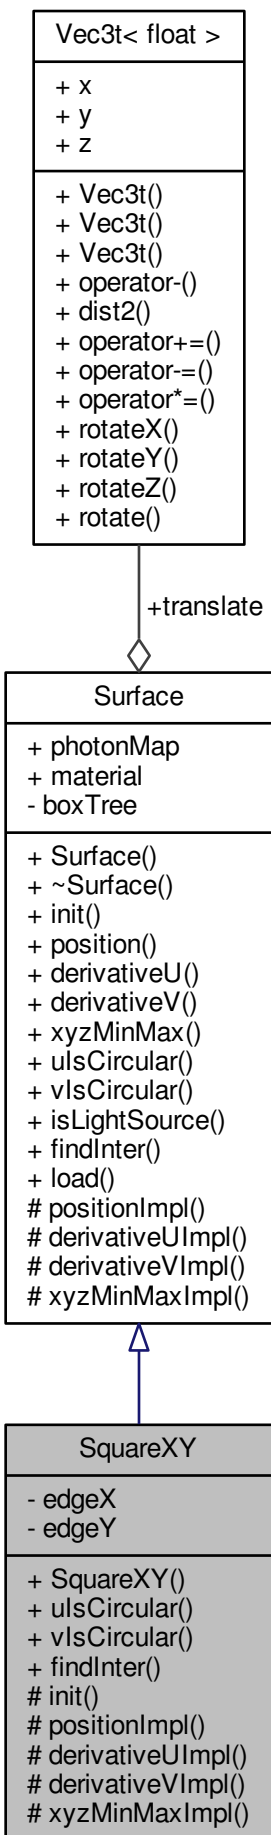 Vec3t< float >
+ x
+ y
+ z
+ Vec3t()
+ Vec3t()
+ Vec3t()
+ operator-()
+ dist2()
+ operator+=()
+ operator-=()
+ operator*=()
+ rotateX()
+ rotateY()
+ rotateZ()
+ rotate()
+translate
Surface
+ photonMap
+ material
- boxTree
+ Surface()
+ ~Surface()
+ init()
+ position()
+ derivativeU()
+ derivativeV()
+ xyzMinMax()
+ uIsCircular()
+ vIsCircular()
+ isLightSource()
+ findInter()
+ load()
# positionImpl()
# derivativeUImpl()
# derivativeVImpl()
# xyzMinMaxImpl()
SquareXY
- edgeX
- edgeY
+ SquareXY()
+ uIsCircular()
+ vIsCircular()
+ findInter()
# init()
# positionImpl()
# derivativeUImpl()
# derivativeVImpl()
# xyzMinMaxImpl()